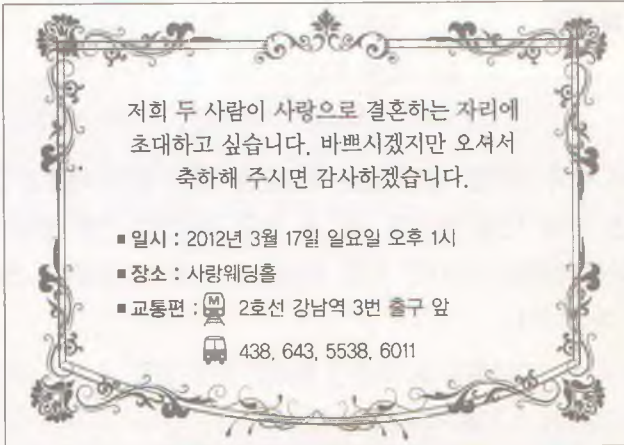 저희 두 사람이 사랑으로 결혼하는 자리에
초대하고 싶습니다. 바쁘시겠지만 오셔서
축하해 주시면 감사하겠습니다.
■ 일시 : 2012년 3월 17일 일요일 오후 1시
■ 장소 : 사랑웨딩홀
■ 교통편 : M 2호선 강남역 3번 출구 앞
438, 643, 5538, 6011